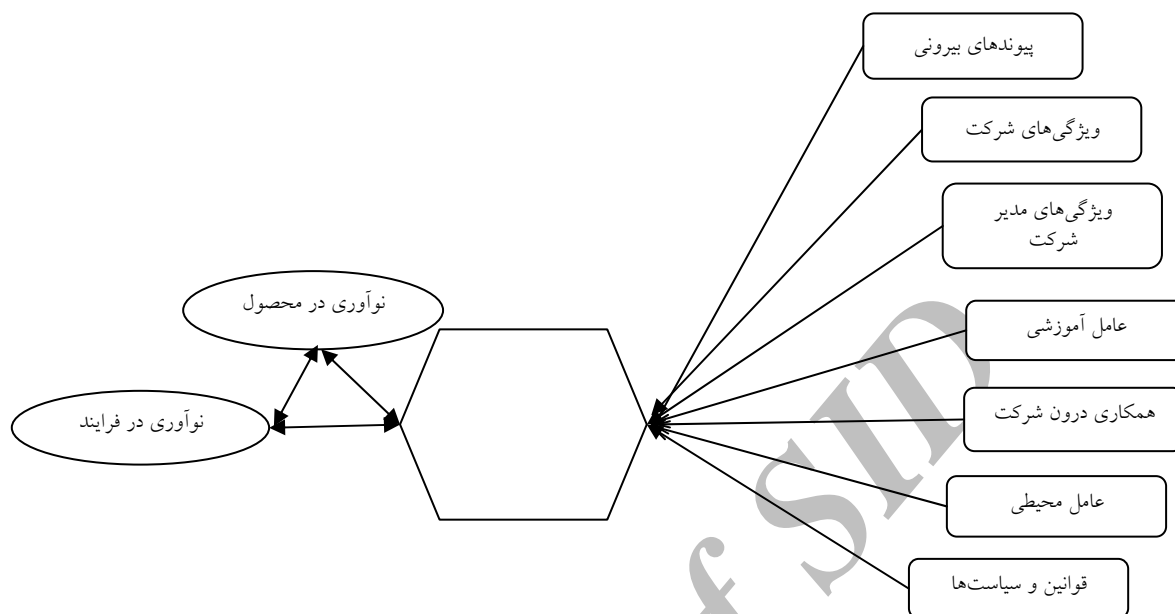 پیوندهای بیرونی
ویژگی‌های شرکت
ویژگی‌های مدیر
شرکت
عامل آموزشی
همکاری درون شرکت
عامل محیطی
قوانین و سیاست‌ها
نوآوری در محصول
نوآوری در فرایند
f SID